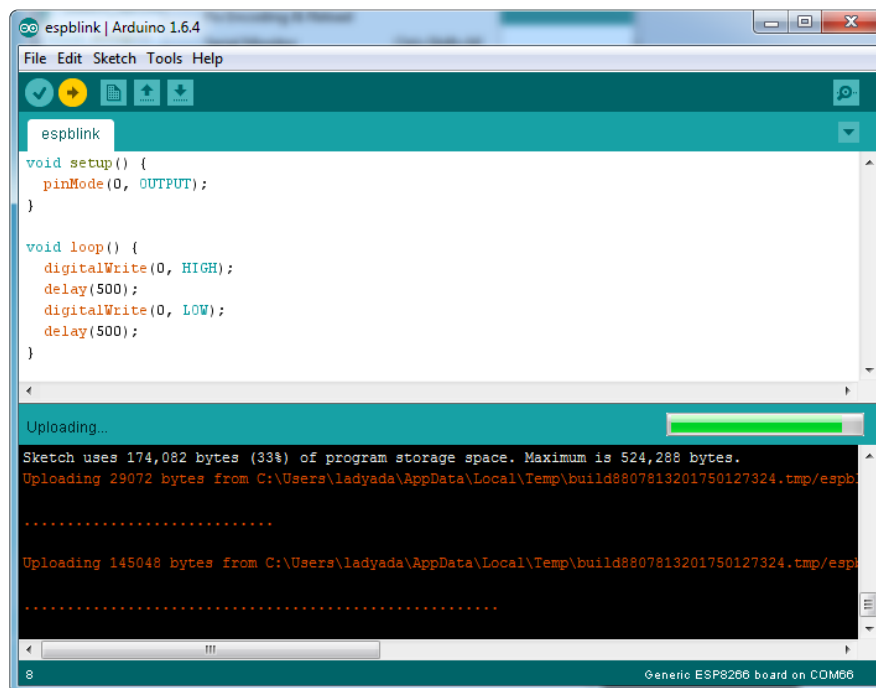 espblink | Arduino 1.6.4
File Edit Sketch Tools Help
espblink
void setup() {
  pinMode(0, OUTPUT);
}
void loop() {
  digitalWrite(0, HIGH);
  delay(500);
  digitalWrite(0, LOW);
  delay(500);
}
Uploading...
Sketch uses 174,082 bytes (33%) of program storage space. Maximum is 524,288 bytes.
Uploading 29072 bytes from C:\Users\ladyada\AppData\Local\Temp\build8807813201750127324.tmp/espbl
.............................
Uploading 145048 bytes from C:\Users\ladyada\AppData\Local\Temp\build8807813201750127324.tmp/espb
.......................................................
8
Generic ESP8266 board on COM66